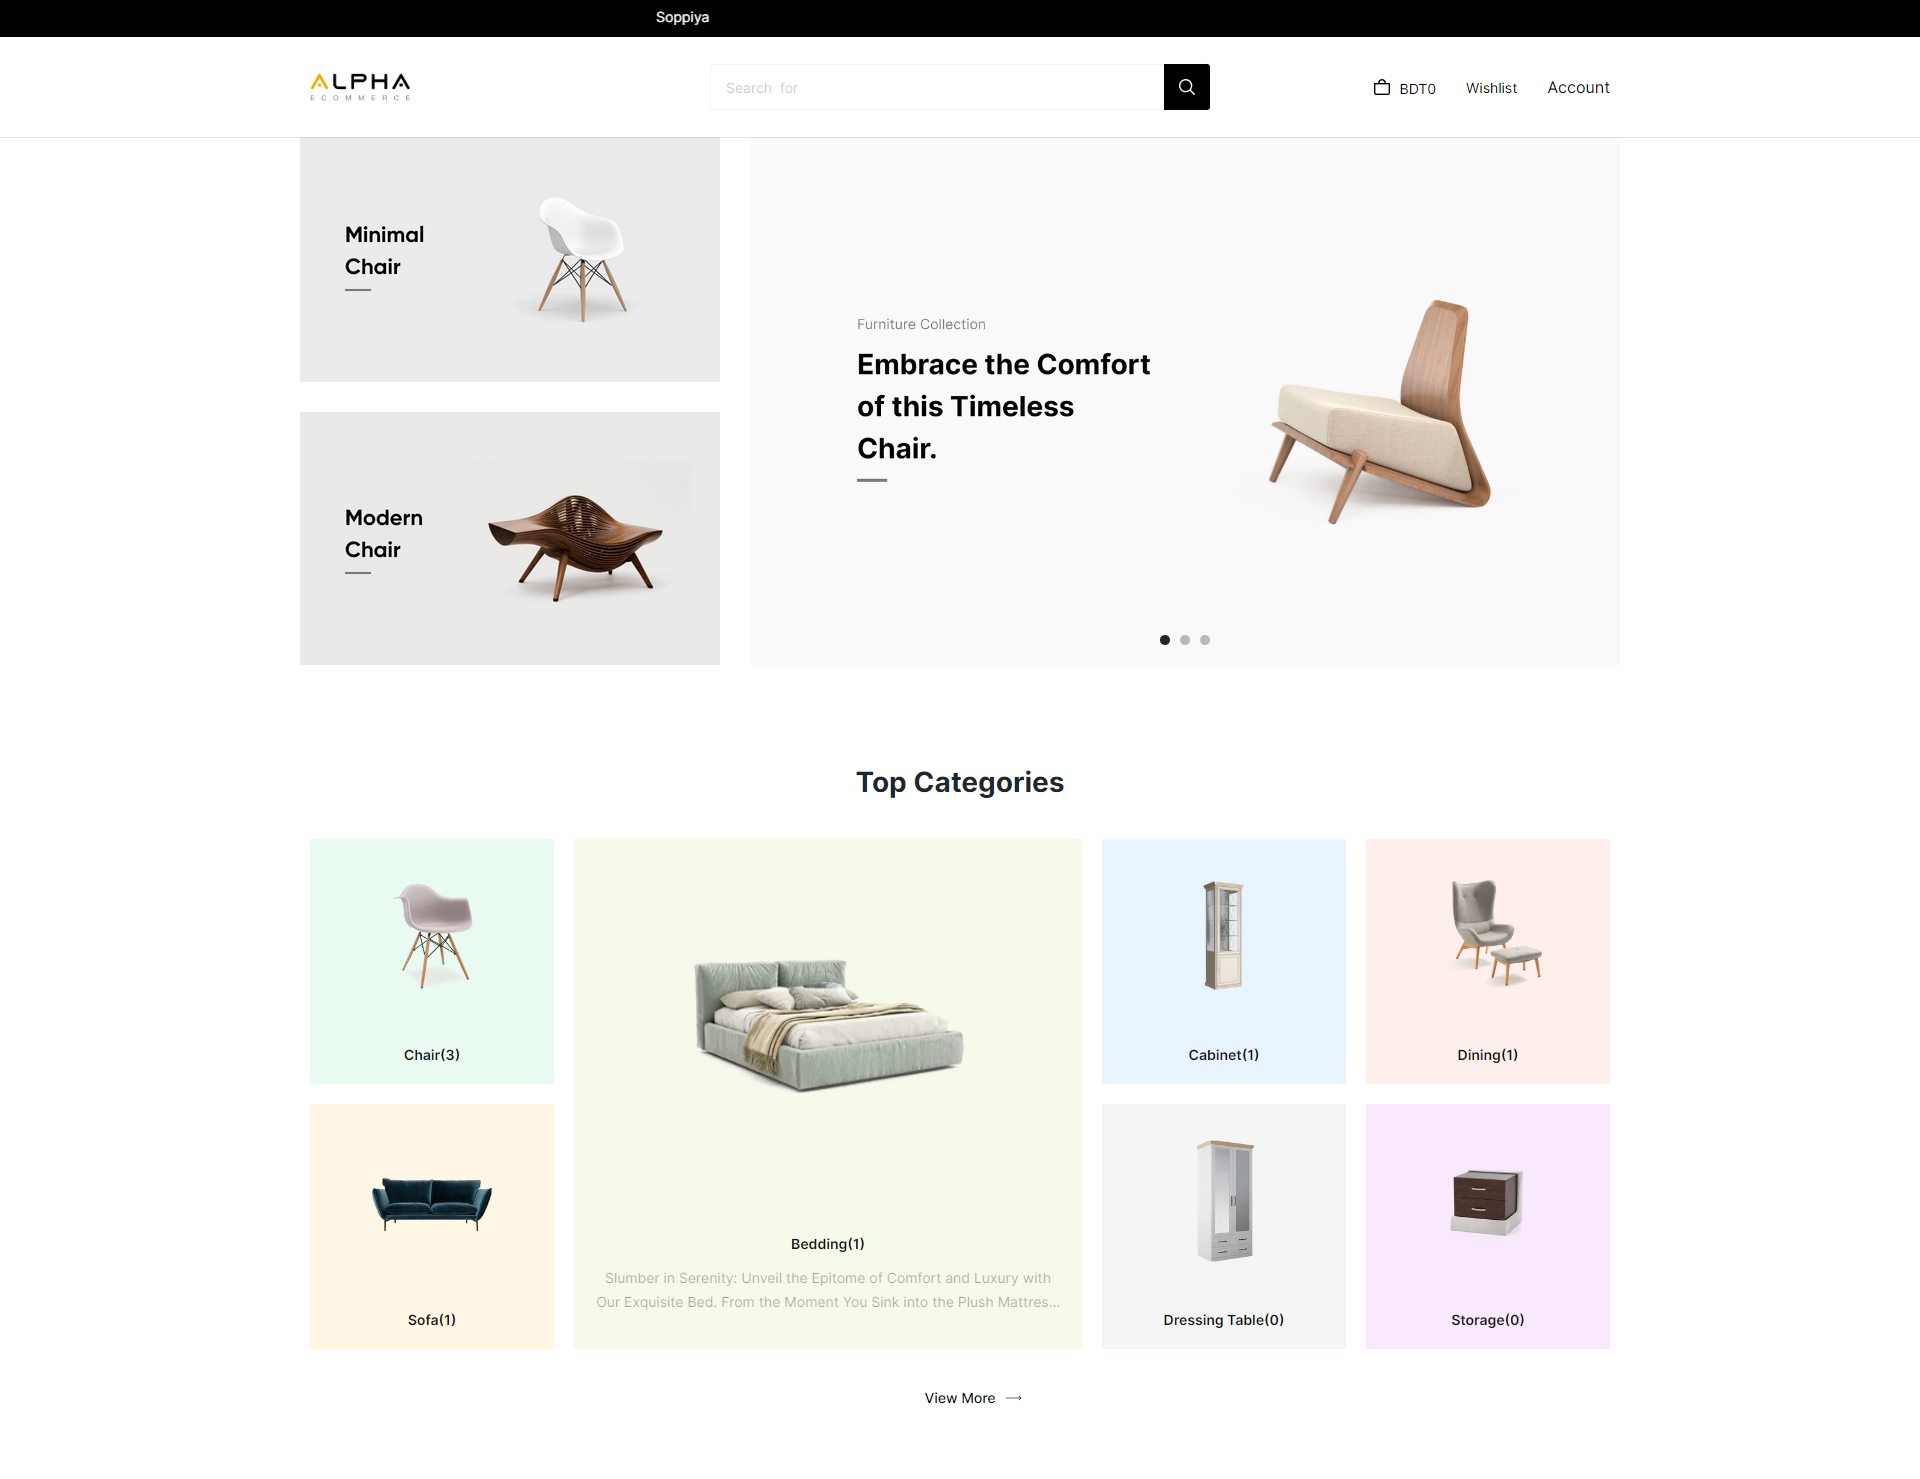 Soppiya
ALPHA
ECOMMERCE
Search for
BDT0
Wishlist
Account
Minimal
Chair
Modern
Chair
Furniture Collection
Embrace the Comfort
of this Timeless
Chair.
Top Categories
Chair(3)
Sofa(1)
Bedding(1)
Slumber in Serenity: Unveil the Epitome of Comfort and Luxury with
Our Exquisite Bed. From the Moment You Sink into the Plush Mattres...
Cabinet(1)
Dining(1)
Dressing Table(0)
Storage(0)
View More